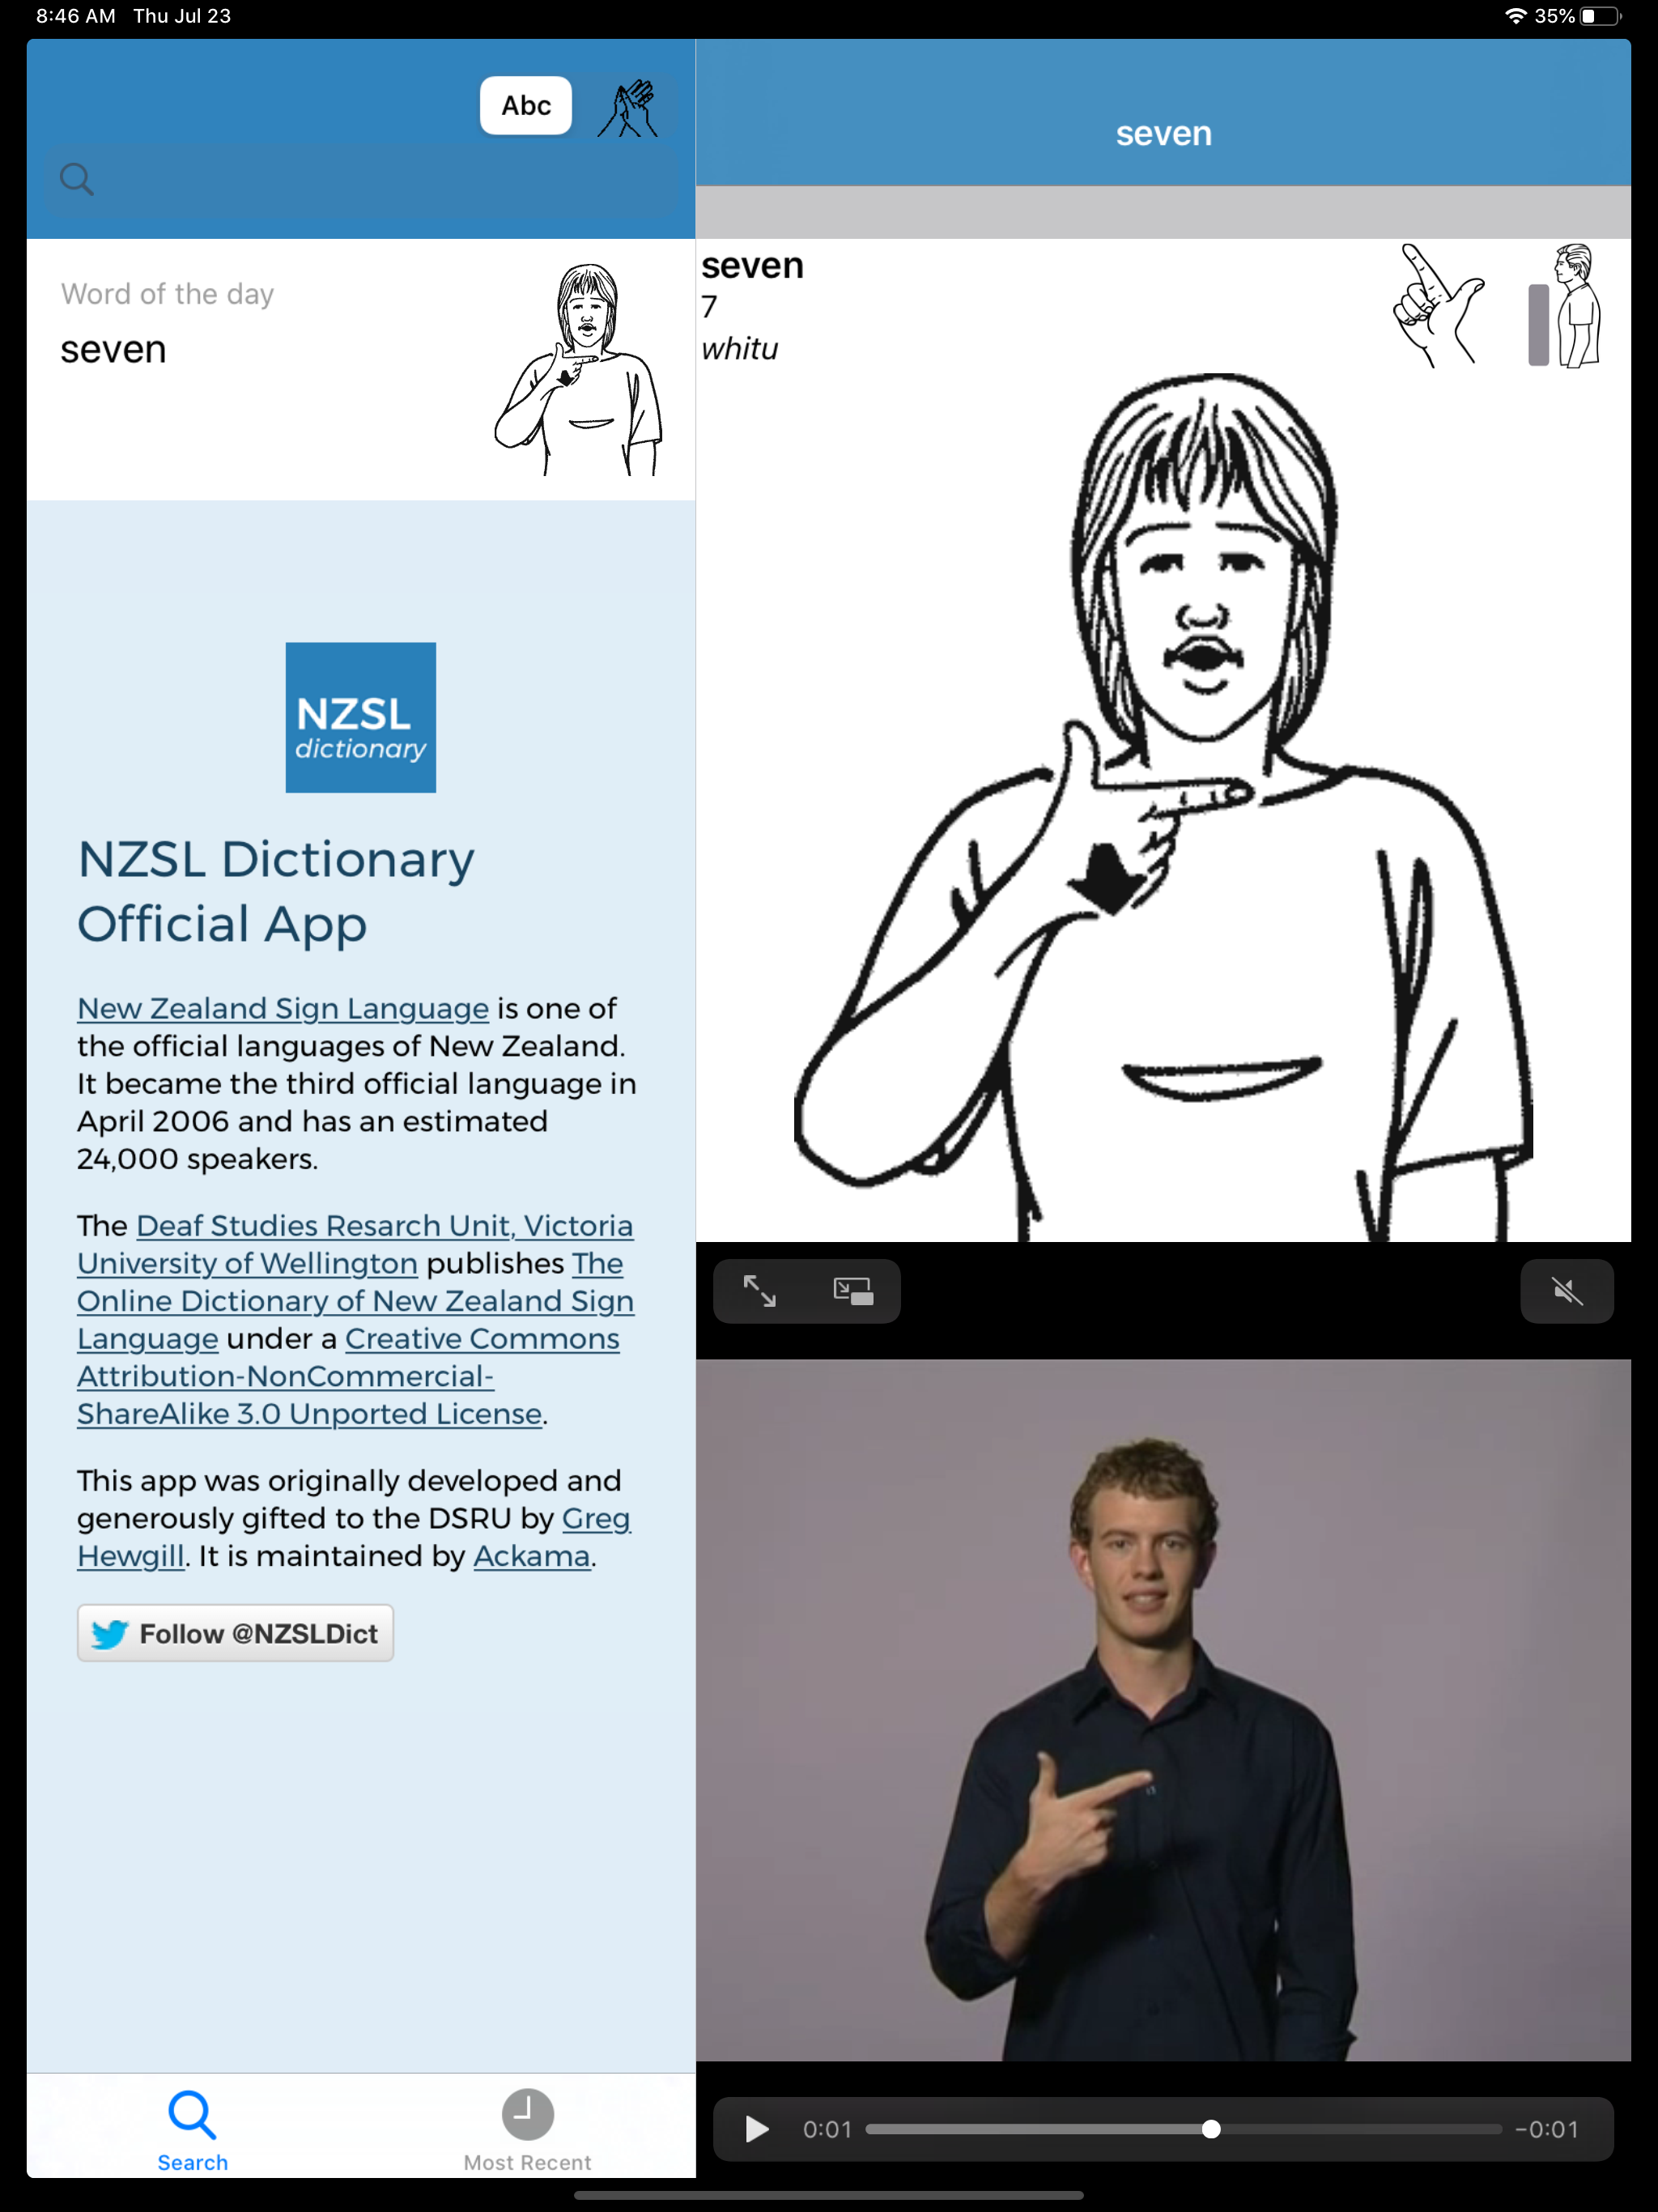 8:46 AM Thu Jul 23
35%
Abc
Word of the day
seven
NZSL
dictionary
NZSL Dictionary
Official App
New Zealand Sign Language is one of
the official languages of New Zealand.
It became the third official language in
April 2006 and has an estimated
24,000 speakers.
The Deaf Studies Resarch Unit, Victoria
University of Wellington publishes The
Online Dictionary of New Zealand Sign
Language under a Creative Commons
Attribution-NonCommercial-
ShareAlike 3.0 Unported License.
This app was originally developed and
generously gifted to the DSRU by Greg
Hewgill. It is maintained by Ackama.
Follow @NZSLDict
Search
Most Recent
seven
seven
7
whitu
0:01
−0:01